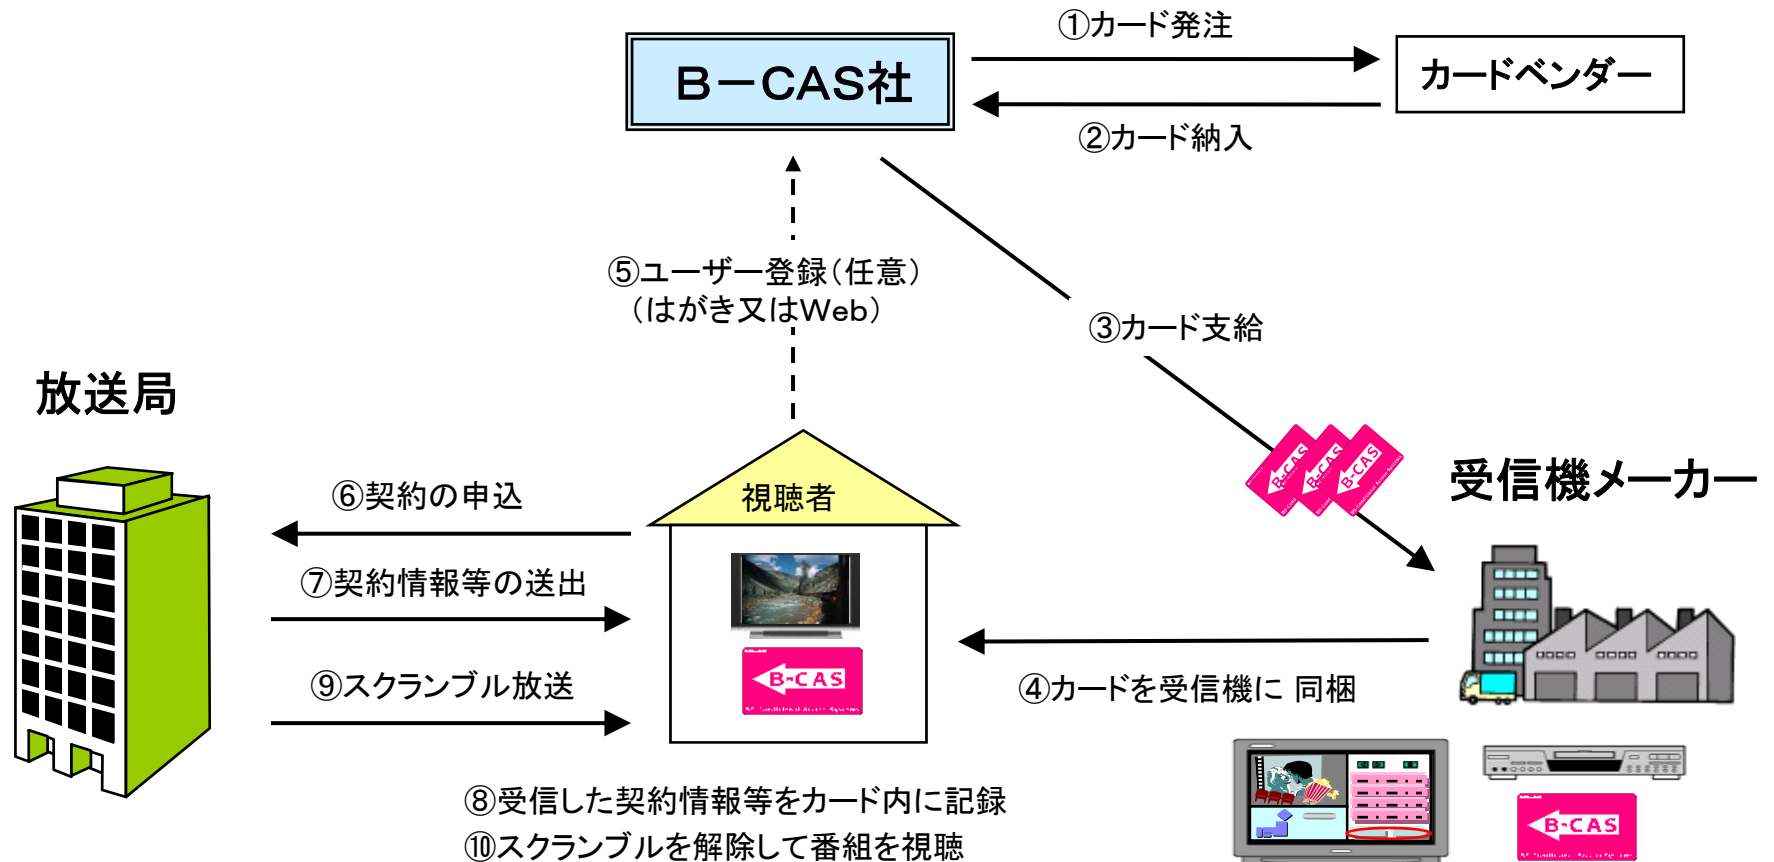 ①カード発注
B-CAS社
カードベンダー
②カード納入
⑤ユーザー登録(任意)
(はがき又はWeb)
③カード支給
放送局
B-CAS
B-CAS
B-CAS
受信機メーカー
⑥契約の申込
視聴者
⑦契約情報等の送出
⑨スクランブル放送
B-CAS
④カードを受信機に 同梱
⑧受信した契約情報等をカード内に記録
⑩スクランブルを解除して番組を視聴
B-CAS